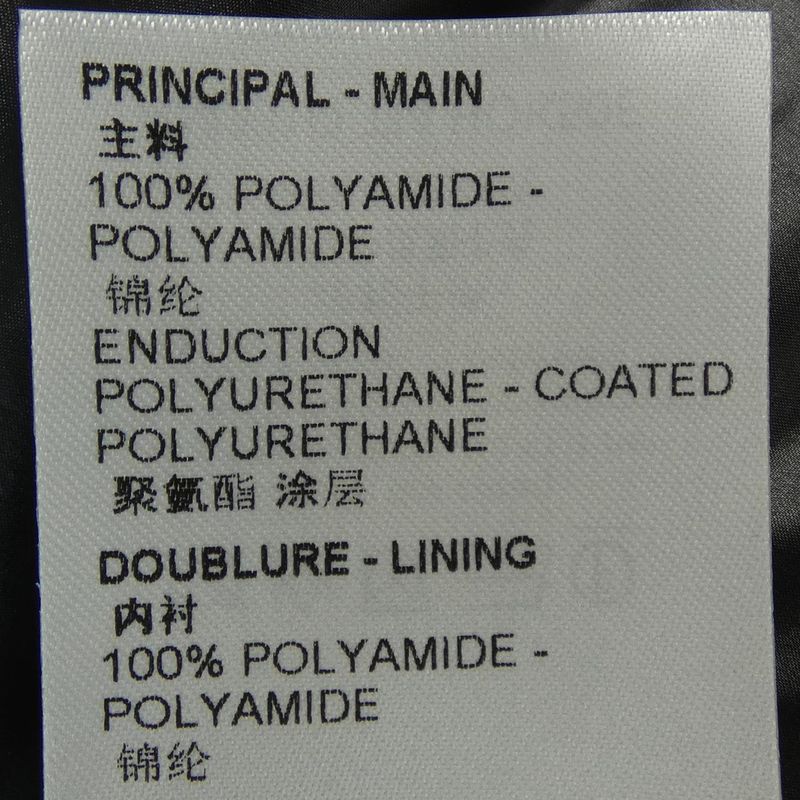 PRINCIPAL - MAIN
主料
100% POLYAMIDE -
POLYAMIDE
锦纶
ENDUCTION
POLYURETHANE - COATED
POLYURETHANE
聚氨酯 涂层
DOUBLURE - LINING
内衬
100% POLYAMIDE -
POLYAMIDE
锦纶